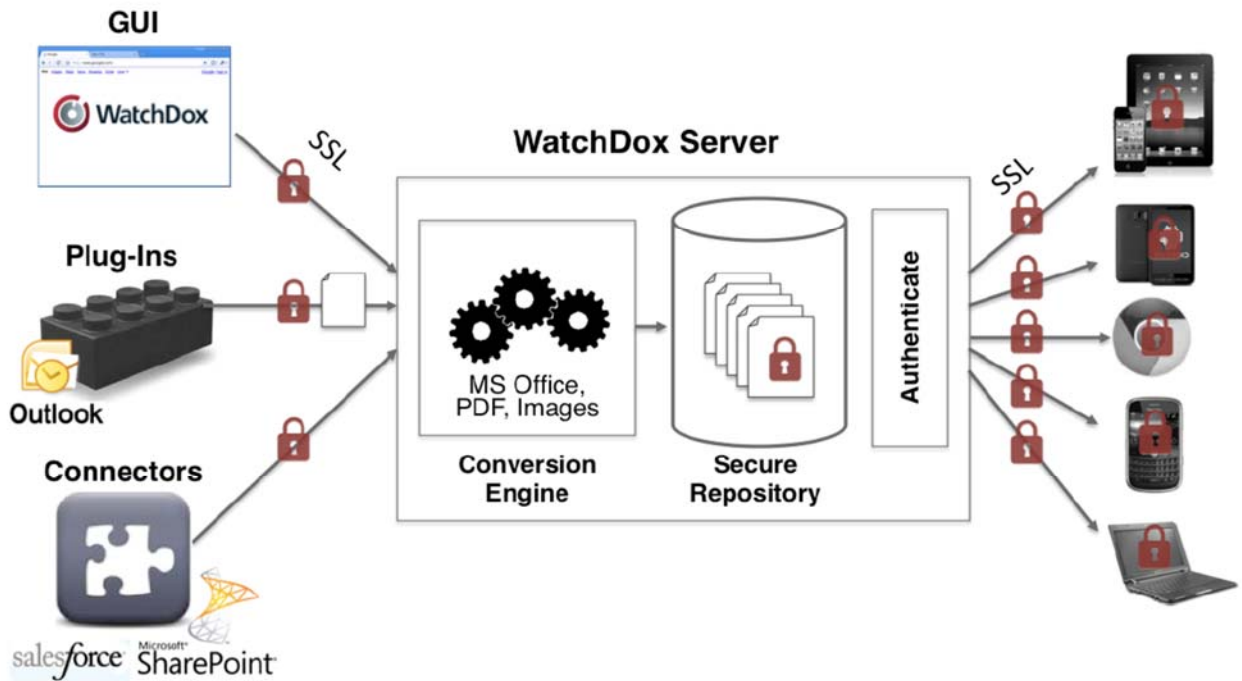 GUI
WatchDox
SSL
WatchDox Server
SSL
Plug-Ins
Outlook
Connectors
salesforce
Microsoft®
SharePoint®
MS Office,
PDF, Images
Conversion
Engine
Secure
Repository
Authenticate